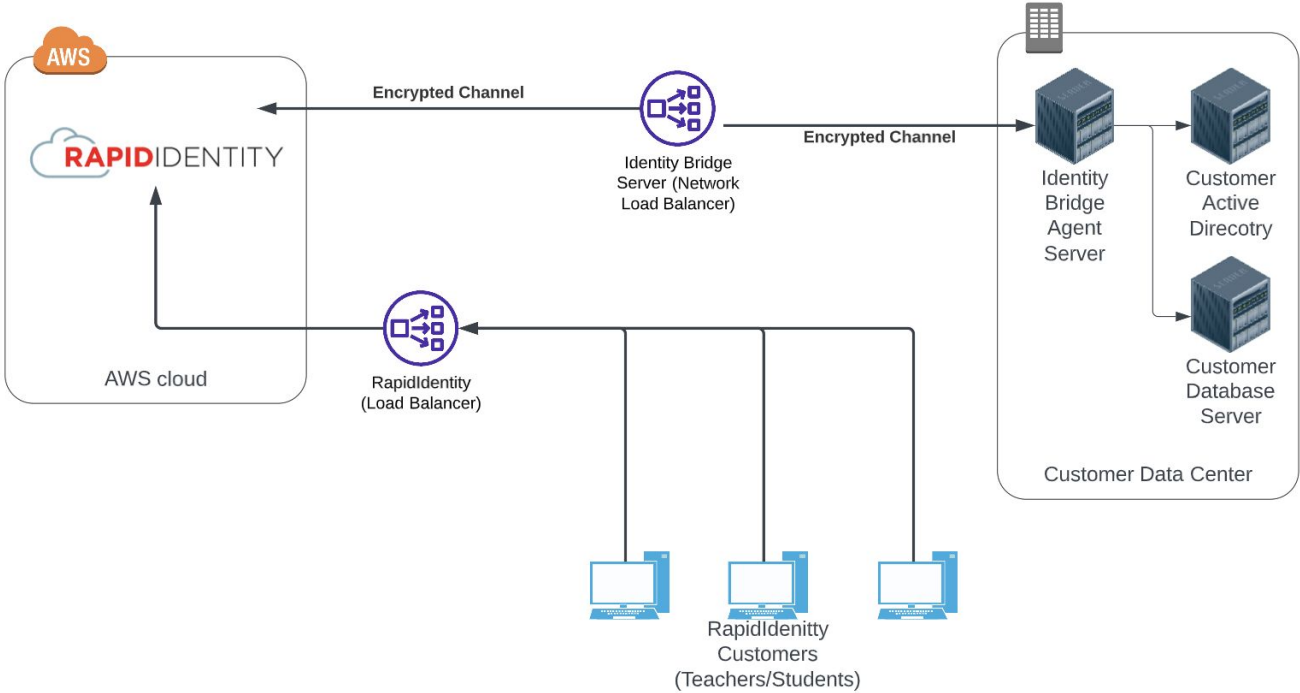 AWS
RAPIDIDENTITY
AWS cloud
Encrypted Channel
Identity Bridge
Server (Network
Load Balancer)
Encrypted Channel
RapidIdentity
(Load Balancer)
RapidIdenitty
Customers
(Teachers/Students)
Identity
Bridge
Agent
Server
Customer
Active
Direcotry
Customer
Database
Server
Customer Data Center